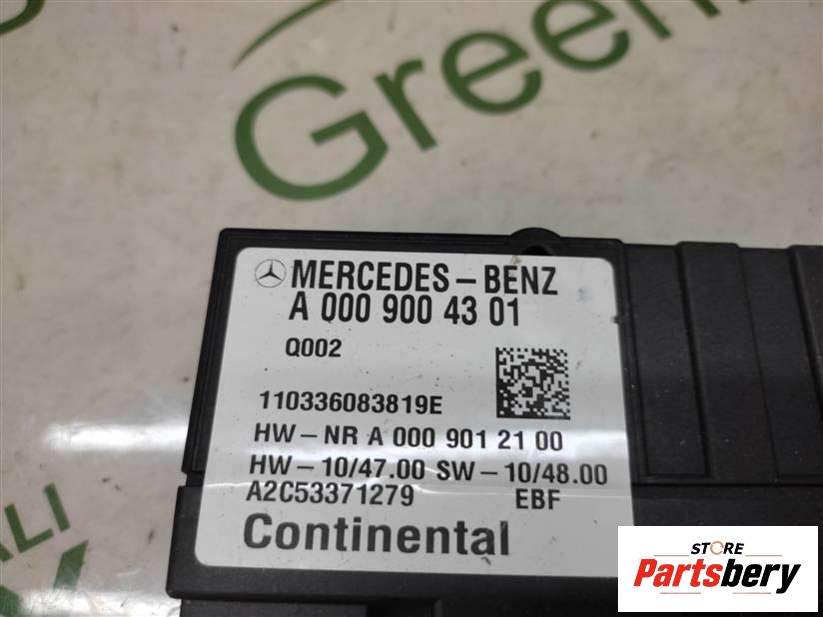 Green
MERCEDES-BENZ
A 000 900 43 01
Q002
110336083819E
HW-NR A 000 901 21 00
HW-10/47.00 SW-10/48.00
A2C53371279 EBF
Continental
ALI
STORE
Partsbery